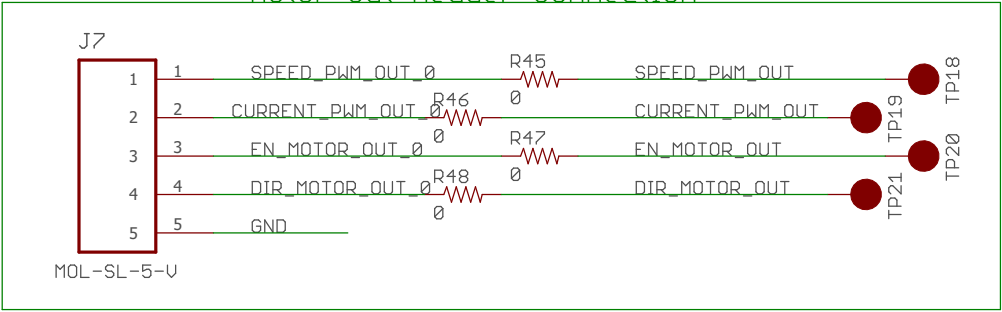 J7
1 1 SPEED_PWM_OUT_0 R45 0 SPEED_PWM_OUT TP18
2 2 CURRENT_PWM_OUT_0 R46 0 CURRENT_PWM_OUT TP19
3 3 EN_MOTOR_OUT_0 R47 0 EN_MOTOR_OUT TP20
4 4 DIR_MOTOR_OUT_0 R48 0 DIR_MOTOR_OUT TP21
5 5 GND
MOL-SL-5-V